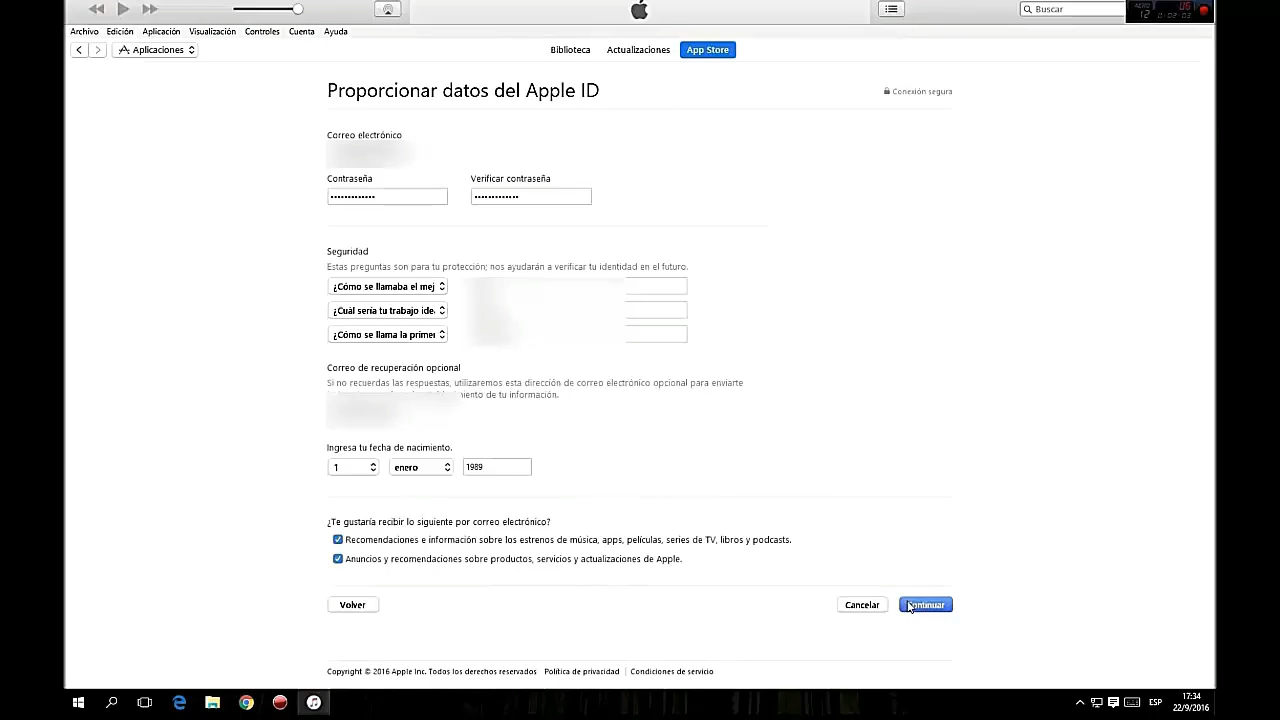 Buscar
Archivo Edición Visualización Controles Cuenta Ayuda
Aplicaciones Biblioteca Actualizaciones App Store
Proporcionar datos del Apple ID
Conexión segura
Correo electrónico
Contraseña Verificar contraseña
Seguridad
Estas preguntas son para tu protección; nos ayudarán a verificar tu identidad en el futuro.
¿Cómo se llamaba el mej
¿Cuál sería tu trabajo ide
¿Cómo se llama la primer
Correo de recuperación opcional
Si no recuerdas las respuestas, utilizaremos esta dirección de correo electrónico opcional para enviarte
miento de tu información.
Ingresa tu fecha de nacimiento.
1 enero 1989
¿Te gustaría recibir lo siguiente por correo electrónico?
Recomendaciones e información sobre los estrenos de música, apps, películas, series de TV, libros y podcasts.
Anuncios y recomendaciones sobre productos, servicios y actualizaciones de Apple.
Volver Cancelar Continuar
Copyright © 2016 Apple Inc. Todos los derechos reservados Política de privacidad | Condiciones de servicio
ESP 17:34
22/9/2016